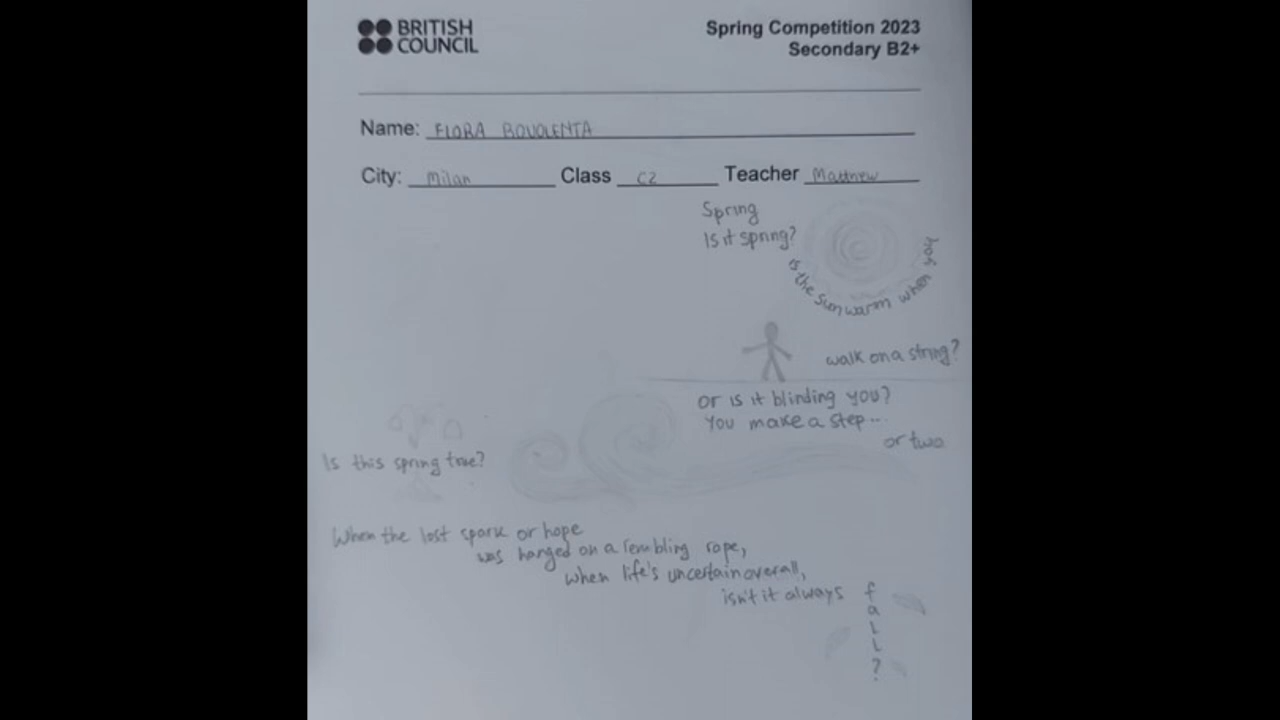 BRITISH
COUNCIL
Spring Competition 2023
Secondary B2+
Name: FLORA BOVOLENTA
City: Milan Class C2 Teacher Matthew
Spring
Is it spring?
is the sun warm when you
walk on a string?
or is it blinding you?
You make a step...
or two
Is this spring true?
When the lost spark or hope
was hanged on a rembling rope,
when life's uncertain overall,
isn't it always fall?